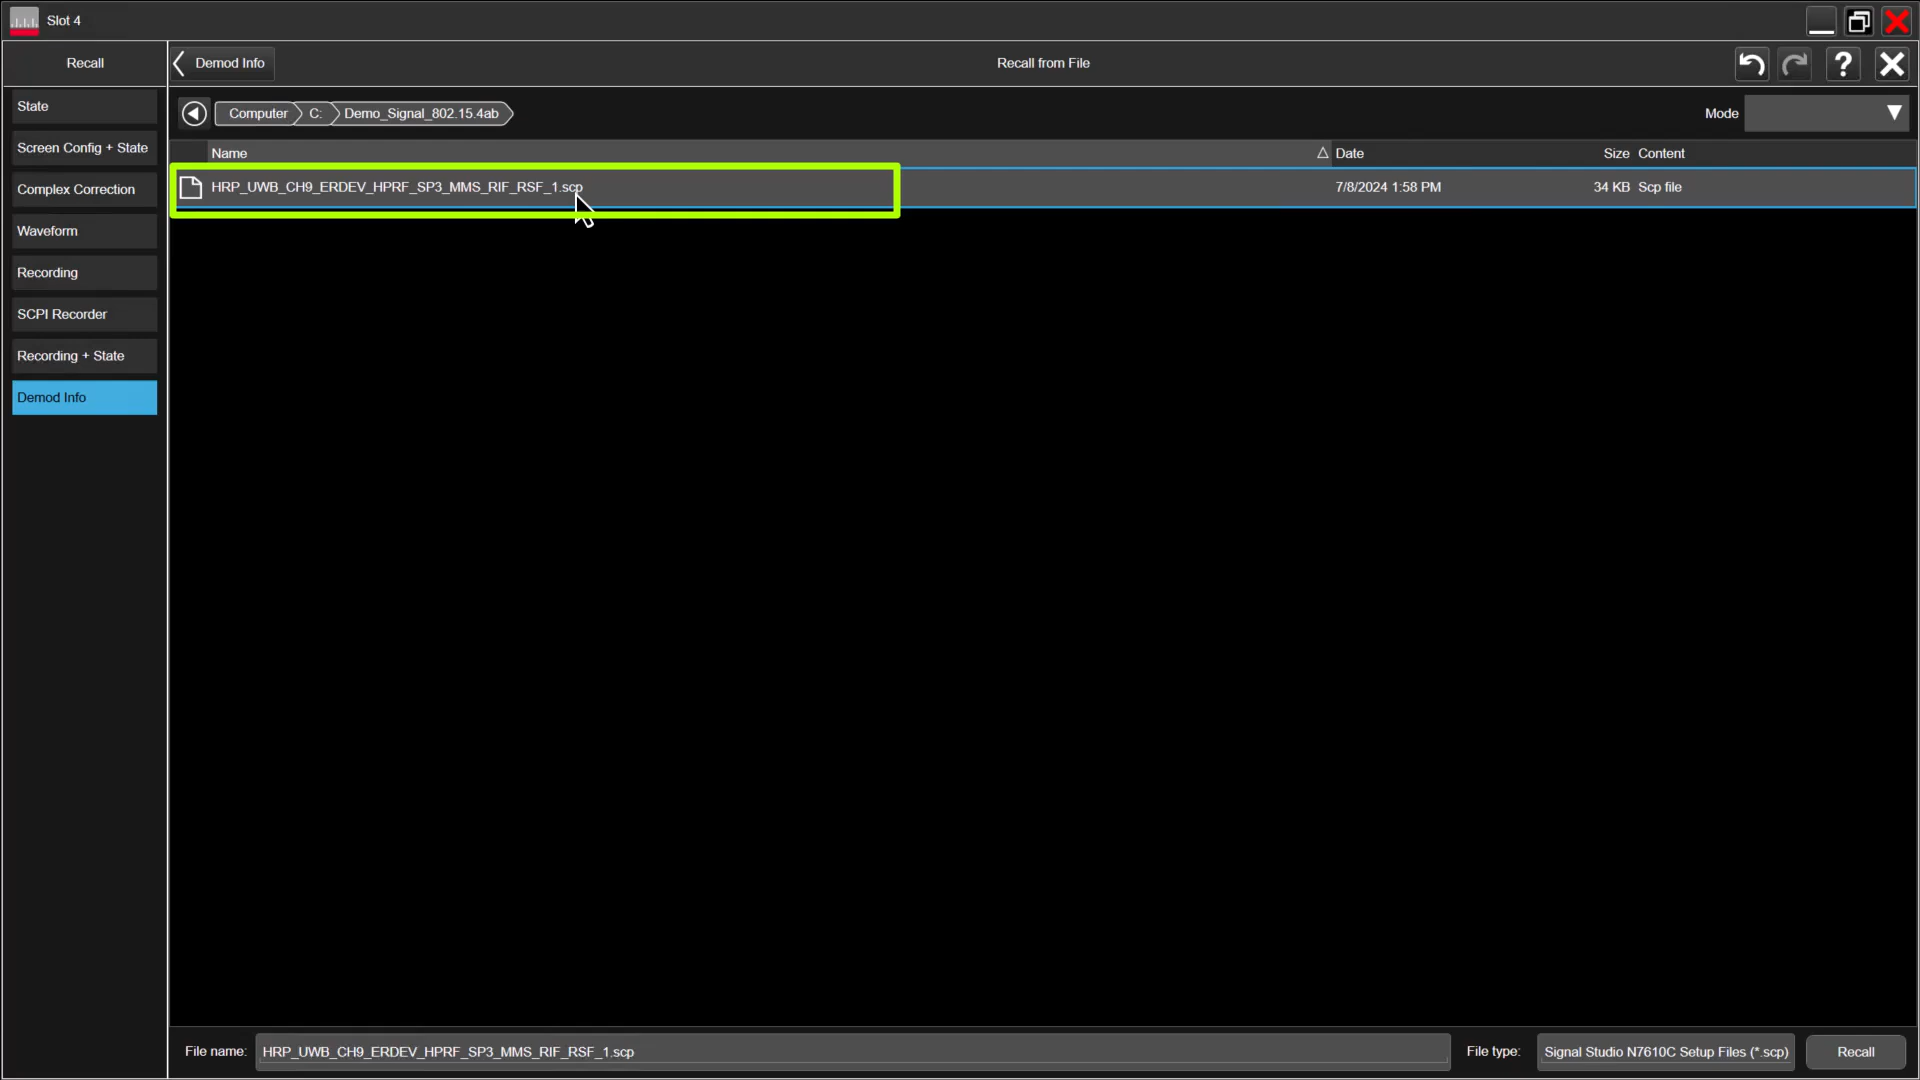 Slot 4
Recall
Demod Info
Recall from File
State
Screen Config + State
Complex Correction
Waveform
Recording
SCPI Recorder
Recording + State
Demod Info
Computer
C:
Demo_Signal_802.15.4ab
Mode
Name
Date
Size
Content
HRP_UWB_CH9_ERDEV_HPRF_SP3_MMS_RIF_RSF_1.scp
7/8/2024 1:58 PM
34 KB
Scp file
File name:
HRP_UWB_CH9_ERDEV_HPRF_SP3_MMS_RIF_RSF_1.scp
File type:
Signal Studio N7610C Setup Files (*.scp)
Recall